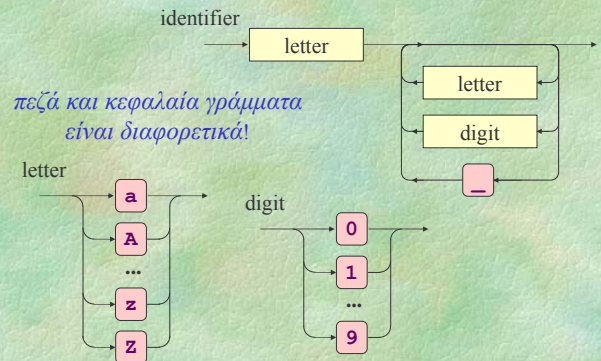 identifier
letter
letter
πεζά και κεφαλαία γράμματα
είναι διαφορετικά!
digit
_
letter
a
A
...
z
Z
digit
0
1
...
9